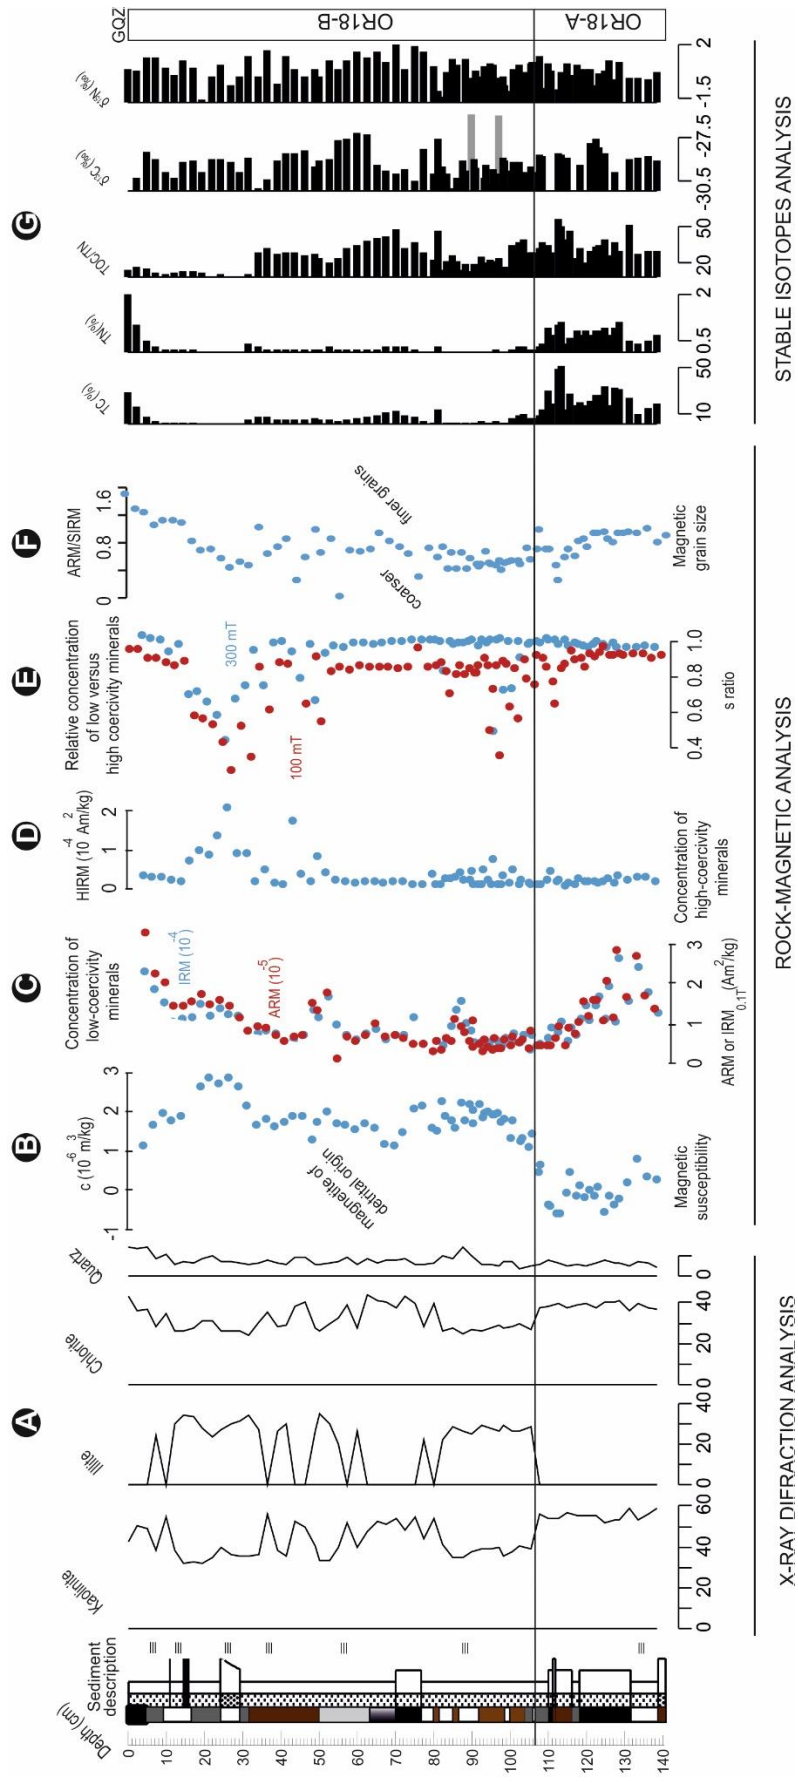 A
B
C
D
E
F
G
Depth (cm)
Sediment
description
Kaolinite
Illite
Chlorite
Quartz
c (10⁻⁶ m³/kg)
Concentration of
low-coercivity
minerals
HIRM (10⁻⁴ Am²/kg)
Relative concentration
of low versus
high coercivity minerals
ARM/SIRM
TC (%)
TN(%)
TOC/TN
δ¹³C (‰)
δ¹⁵N (‰)
GQZ
-1 0 1 2 3
0 1 2
0 0.8 1.6
IRM (10⁻⁴)
ARM (10⁻⁵)
300 mT
100 mT
magnetite of
detrital origin
coarser
finer grains
OR18-B
OR18-A
0
10
20
30
40
50
60
70
80
90
100
110
120
130
140
0 20 40 60
0 20 40
0 20 40
0
0 1 2 3
0.4 0.6 0.8 1.0
10 50
0.5 2
20 50
-30.5 -27.5
-1.5 2
Magnetic
susceptibility
ARM or IRM0.1T (Am²/kg)
Concentration of
high-coercivity
minerals
s ratio
Magnetic
grain size
X-RAY DIFRACTION ANALYSIS
ROCK-MAGNETIC ANALYSIS
STABLE ISOTOPES ANALYSIS